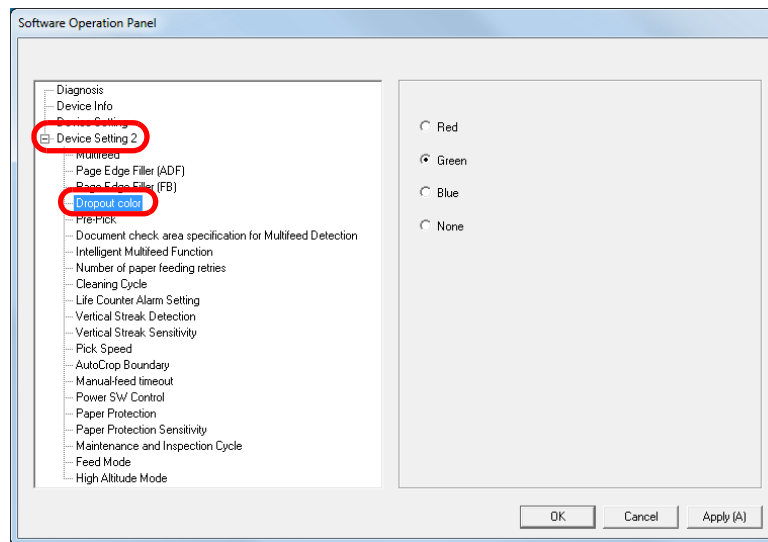 Software Operation Panel
Diagnosis
Device Info
Device Setting
Device Setting 2
Multifeed
Page Edge Filler (ADF)
Page Edge Filler (FB)
Dropout color
Pre-Pick
Document check area specification for Multifeed Detection
Intelligent Multifeed Function
Number of paper feeding retries
Cleaning Cycle
Life Counter Alarm Setting
Vertical Streak Detection
Vertical Streak Sensitivity
Pick Speed
AutoCrop Boundary
Manual-feed timeout
Power SW Control
Paper Protection
Paper Protection Sensitivity
Maintenance and Inspection Cycle
Feed Mode
High Altitude Mode
Red
Green
Blue
None
OK Cancel Apply (A)